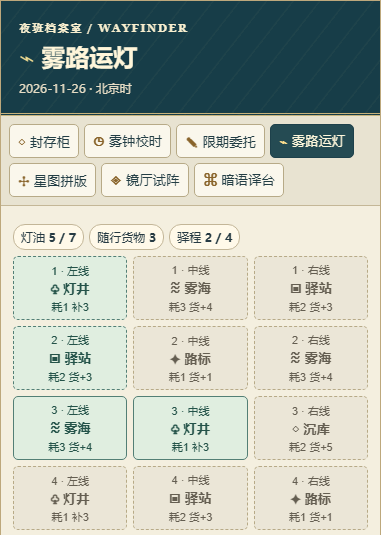 夜班档案室 / WAYFINDER
⌁ 雾路运灯
2026-11-26 · 北京时
◇ 封存柜
◷ 雾钟校时
✎ 限期委托
⌁ 雾路运灯
✣ 星图拼版
◈ 镜厅试阵
⌘ 暗语译台
灯油 5 / 7
随行货物 3
驿程 2 / 4
1 · 左线
♤ 灯井
耗1 补3
1 · 中线
≈ 雾海
耗3 货+4
1 · 右线
▣ 驿站
耗2 货+3
2 · 左线
▣ 驿站
耗2 货+3
2 · 中线
✦ 路标
耗1 货+1
2 · 右线
≈ 雾海
耗3 货+4
3 · 左线
≈ 雾海
耗3 货+4
3 · 中线
♤ 灯井
耗1 补3
3 · 右线
◇ 沉库
耗2 货+5
4 · 左线
♤ 灯井
耗1 补3
4 · 中线
▣ 驿站
耗2 货+3
4 · 右线
✦ 路标
耗1 货+1